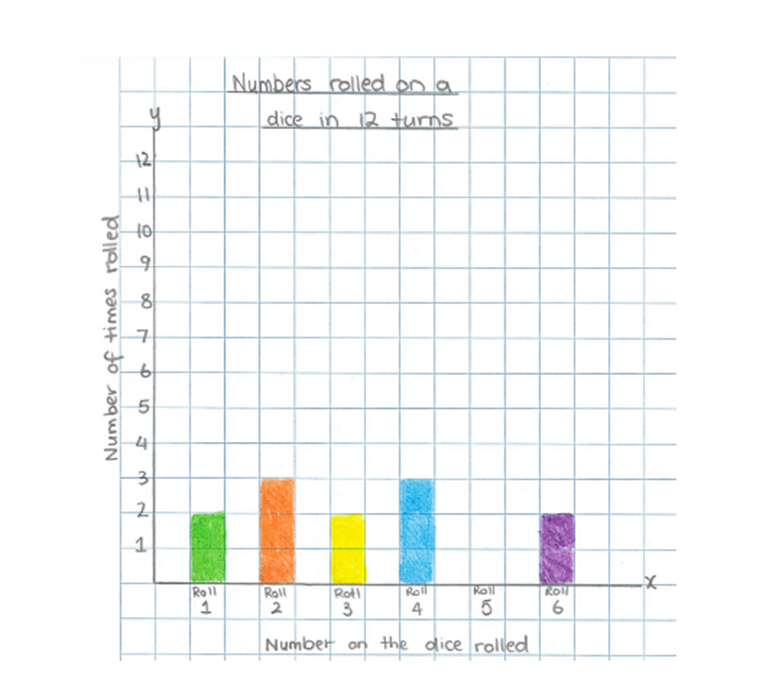 Numbers rolled on a
dice in 12 turns
y
12
11
10
9
8
7
6
5
4
3
2
1
Number of times rolled
x
Roll Roll Roll Roll Roll Roll
1 2 3 4 5 6
Number on the dice rolled